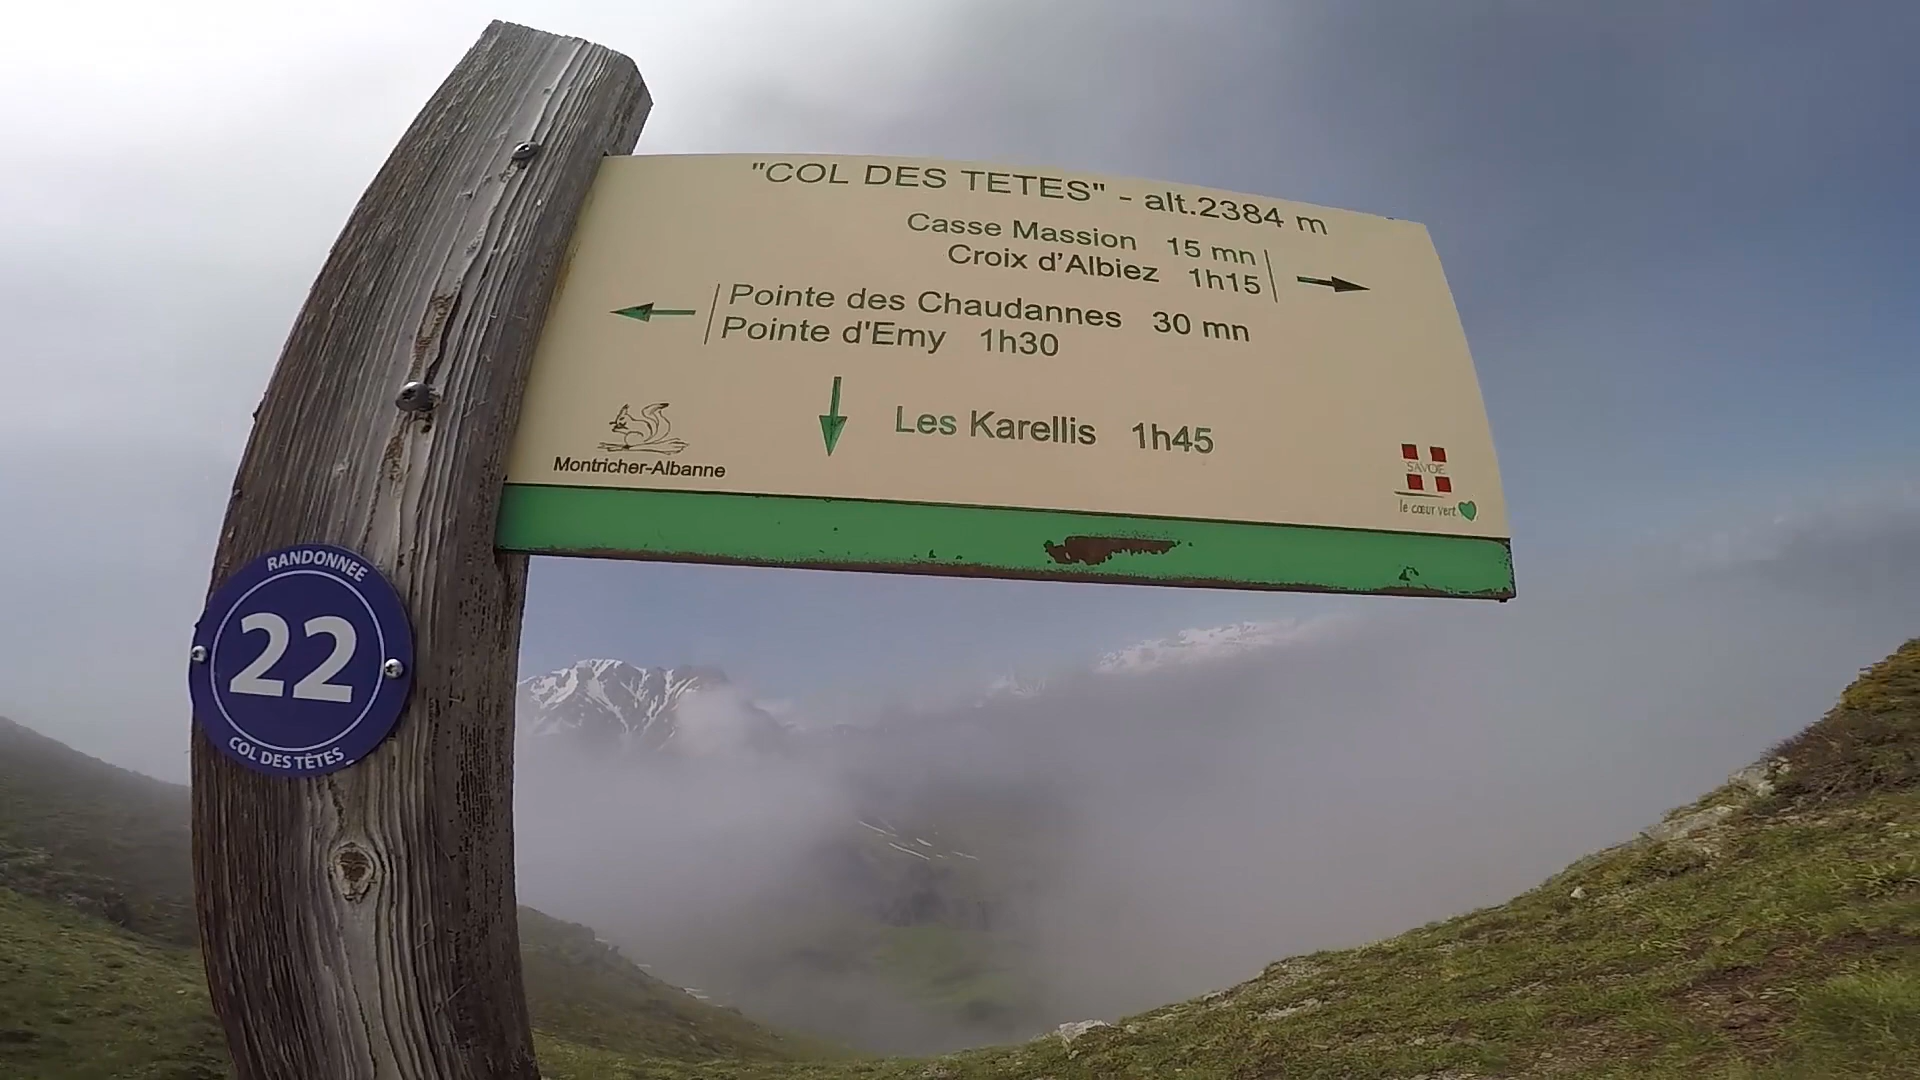 "COL DES TETES" - alt.2384 m
Casse Massion 15 mn
Croix d'Albiez 1h15
Pointe des Chaudannes 30 mn
Pointe d'Emy 1h30
Les Karellis 1h45
Montricher-Albanne
SAVOIE
le cœur vert
RANDONNEE
22
COL DES TÊTES